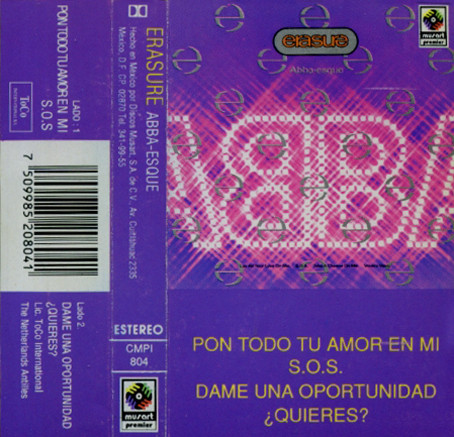 LADO : 1
PON TODO TU AMOR EN MI
S.O.S
ToCo
7 509985 208041
Lado 2.
DAME UNA OPORTUNIDAD
¿QUIERES?
Lic. ToCo International
The Netherlands Antilles
ERASURE ABBA-ESQUE
Hecho en México por Discos Musart, S.A. de C.V., Av. Cuitláhuac 2335
México, D.F. CP. 02870 Tel. 341-99-55
ESTEREO
CMPI
804
musart
premier
erasure
Abba-esque
musart
premier
ABBA
PON TODO TU AMOR EN MI
S.O.S.
DAME UNA OPORTUNIDAD
¿QUIERES?